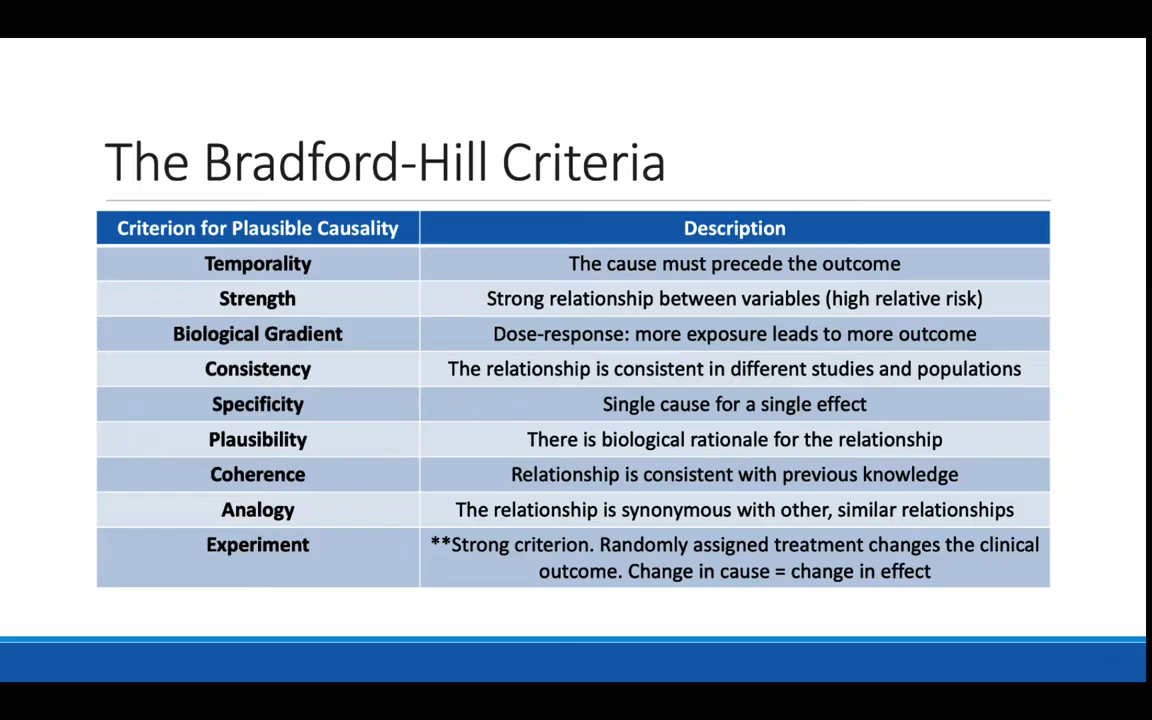 The Bradford-Hill Criteria
Criterion for Plausible Causality Description
Temporality The cause must precede the outcome
Strength Strong relationship between variables (high relative risk)
Biological Gradient Dose-response: more exposure leads to more outcome
Consistency The relationship is consistent in different studies and populations
Specificity Single cause for a single effect
Plausibility There is biological rationale for the relationship
Coherence Relationship is consistent with previous knowledge
Analogy The relationship is synonymous with other, similar relationships
Experiment **Strong criterion. Randomly assigned treatment changes the clinical
outcome. Change in cause = change in effect